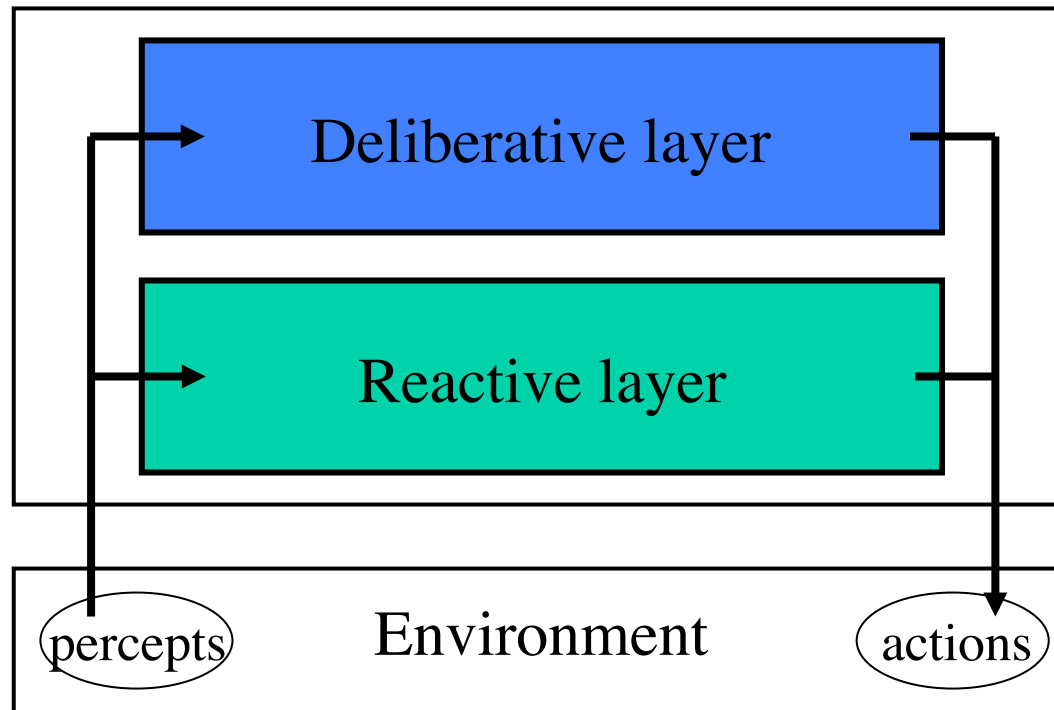 Deliberative layer
Reactive layer
percepts
Environment
actions